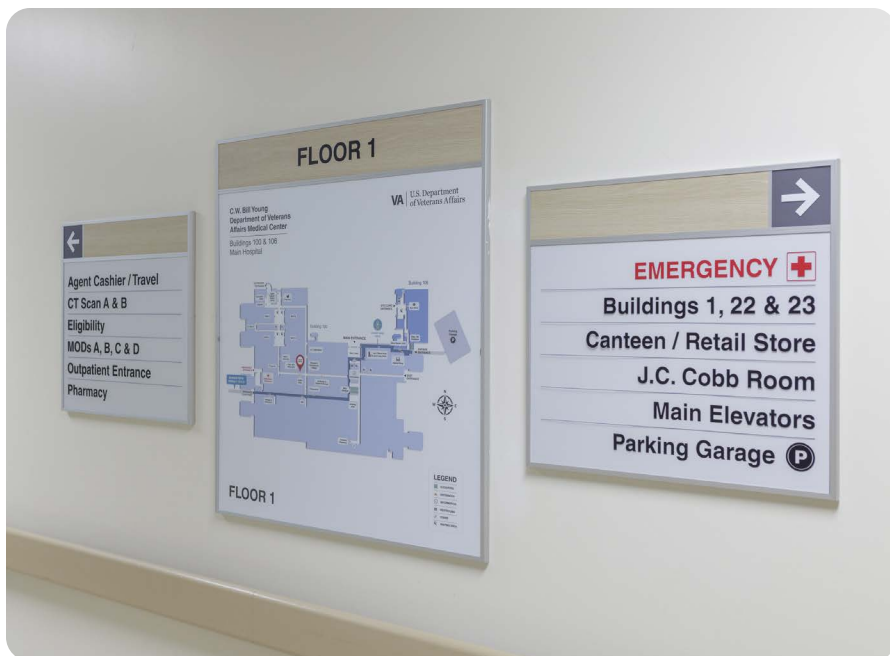 Agent Cashier / Travel
CT Scan A & B
Eligibility
MODs A, B, C & D
Outpatient Entrance
Pharmacy
FLOOR 1
C.W. Bill Young
Department of Veterans
Affairs Medical Center
Buildings 100 & 106
Main Hospital
VA
U.S. Department
of Veterans Affairs
MAIN ENTRANCE
FLOOR 1
LEGEND
EMERGENCY
Buildings 1, 22 & 23
Canteen / Retail Store
J.C. Cobb Room
Main Elevators
Parking Garage P